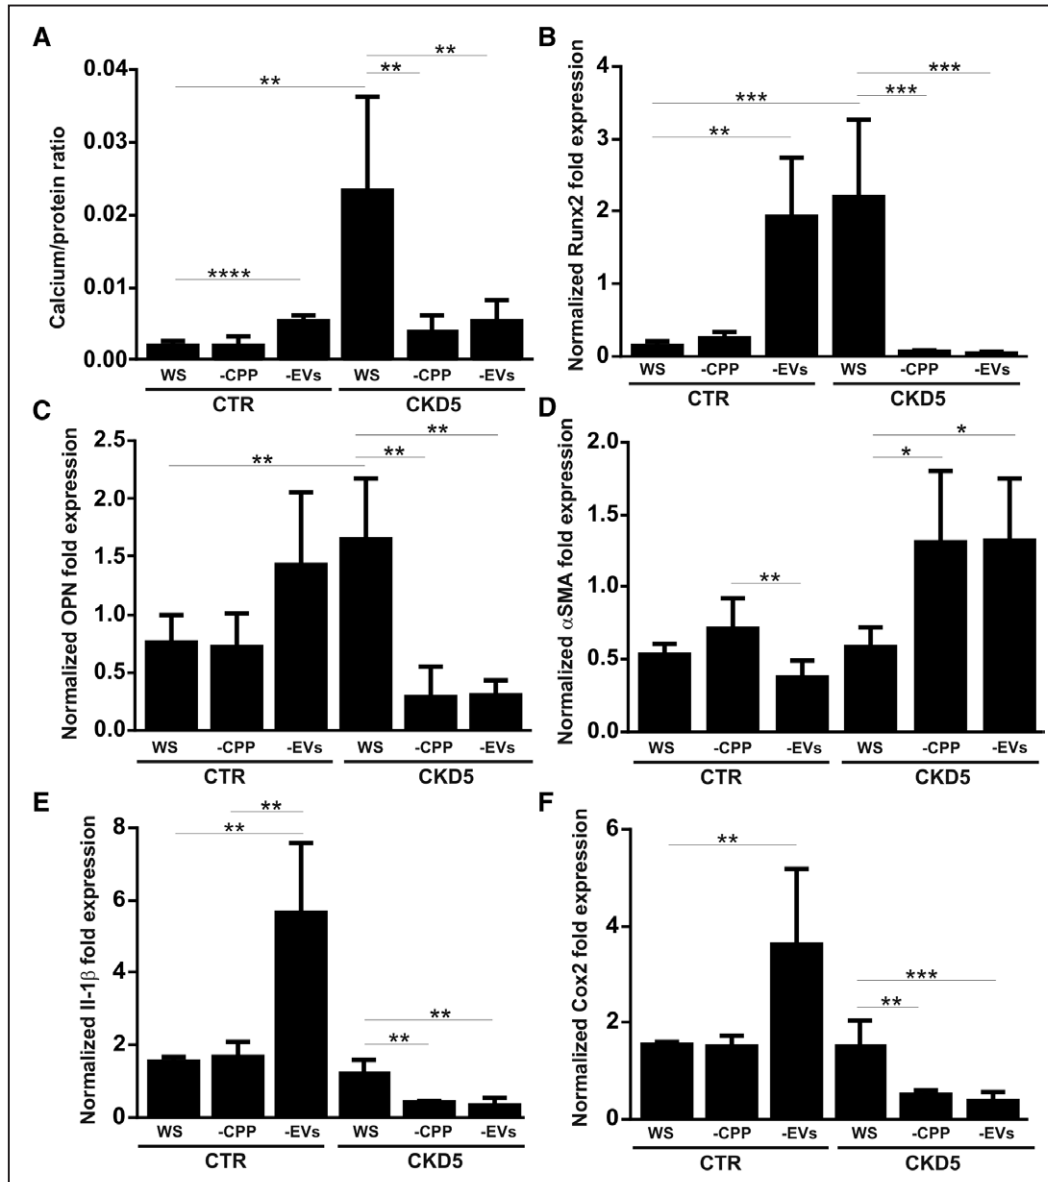 A
Calcium/protein ratio
0.04
0.03
0.02
0.01
0.00
**
**
**
****
WS -CPP -EVs WS -CPP -EVs
CTR CKD5
B
Normalized Runx2 fold expression
4
3
2
1
0
***
***
***
**
WS -CPP -EVs WS -CPP -EVs
CTR CKD5
C
Normalized OPN fold expression
2.5
2.0
1.5
1.0
0.5
0.0
**
**
**
WS -CPP -EVs WS -CPP -EVs
CTR CKD5
D
Normalized αSMA fold expression
2.0
1.5
1.0
0.5
0.0
*
*
**
WS -CPP -EVs WS -CPP -EVs
CTR CKD5
E
Normalized Il-1β fold expression
8
6
4
2
0
**
**
**
**
WS -CPP -EVs WS -CPP -EVs
CTR CKD5
F
Normalized Cox2 fold expression
6
4
2
0
**
***
**
WS -CPP -EVs WS -CPP -EVs
CTR CKD5